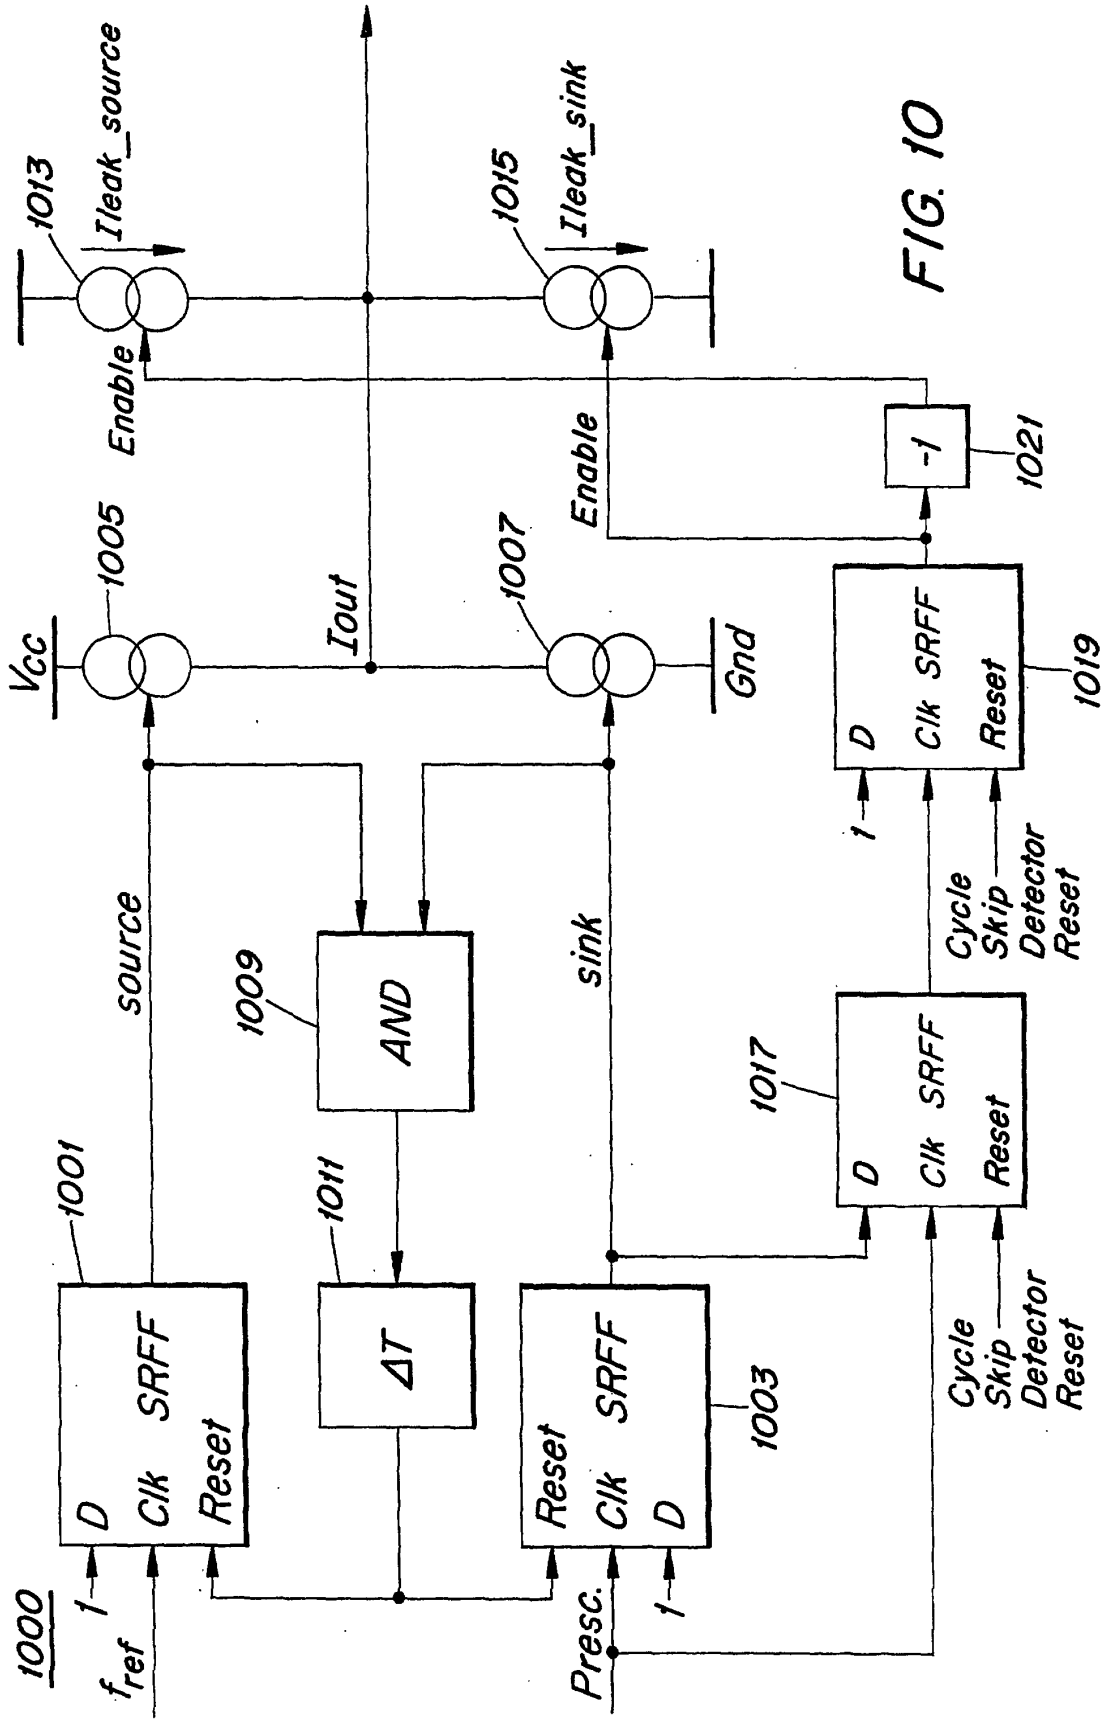 1000
1
fref
D
Clk SRFF
Reset
1001
source
Vcc
1005
Enable
1013
Ileak_source
ΔT
1011
AND
1009
Iout
Presc.
1
Reset
Clk SRFF
D
1003
sink
1007
Gnd
Enable
1015
Ileak_sink
D
Clk SRFF
Reset
1017
Cycle
Skip
Detector
Reset
1
D
Clk SRFF
Reset
1019
Cycle
Skip
Detector
Reset
-1
1021
FIG. 10